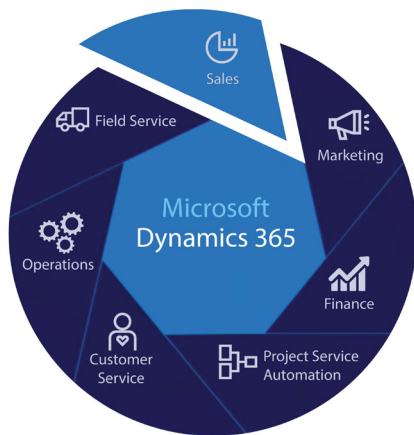 Sales
Field Service
Marketing
Microsoft
Dynamics 365
Operations
Finance
Customer
Service
Project Service
Automation